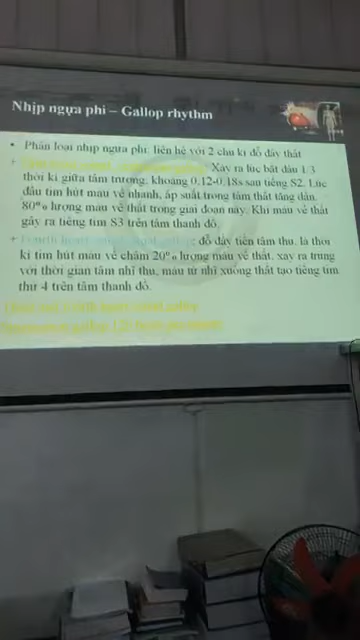 Nhịp ngựa phi – Gallop rhythm
• Phân loại nhịp ngựa phi: liên hệ với 2 chu kì đổ đầy thất
+ Xảy ra lúc bắt đầu 1/3
thời kì giữa tâm trương, khoảng 0,12-0,18s sau tiếng S2. Lúc
đầu tim hút máu về nhanh, áp suất trong tâm thất tăng dần.
80% lượng máu về thất trong giai đoạn này. Khi máu về thất
gây ra tiếng tim S3 trên tâm thanh đồ.
+ đổ đầy tiền tâm thu, là thời
kì tim hút máu về chậm 20% lượng máu về thất, xảy ra trùng
với thời gian tâm nhĩ thu, máu từ nhĩ xuống thất tạo tiếng tim
thứ 4 trên tâm thanh đồ.